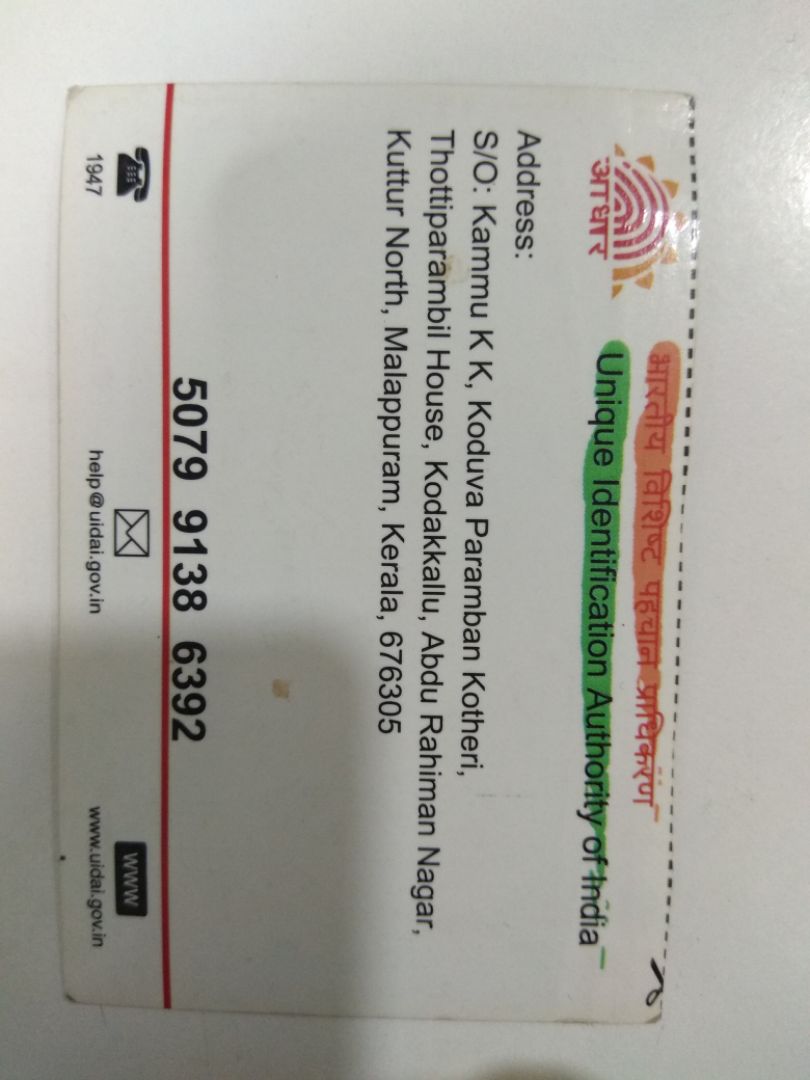 भारतीय विशिष्ट पहचान प्राधिकरण
Unique Identification Authority of India
आधार
Address:
S/O: Kammu K K, Koduva Paramban Kotheri,
Thottiparambil House, Kodakkallu, Abdu Rahiman Nagar,
Kuttur North, Malappuram, Kerala, 676305
5079 9138 6392
1947
help@uidai.gov.in
WWW
www.uidai.gov.in